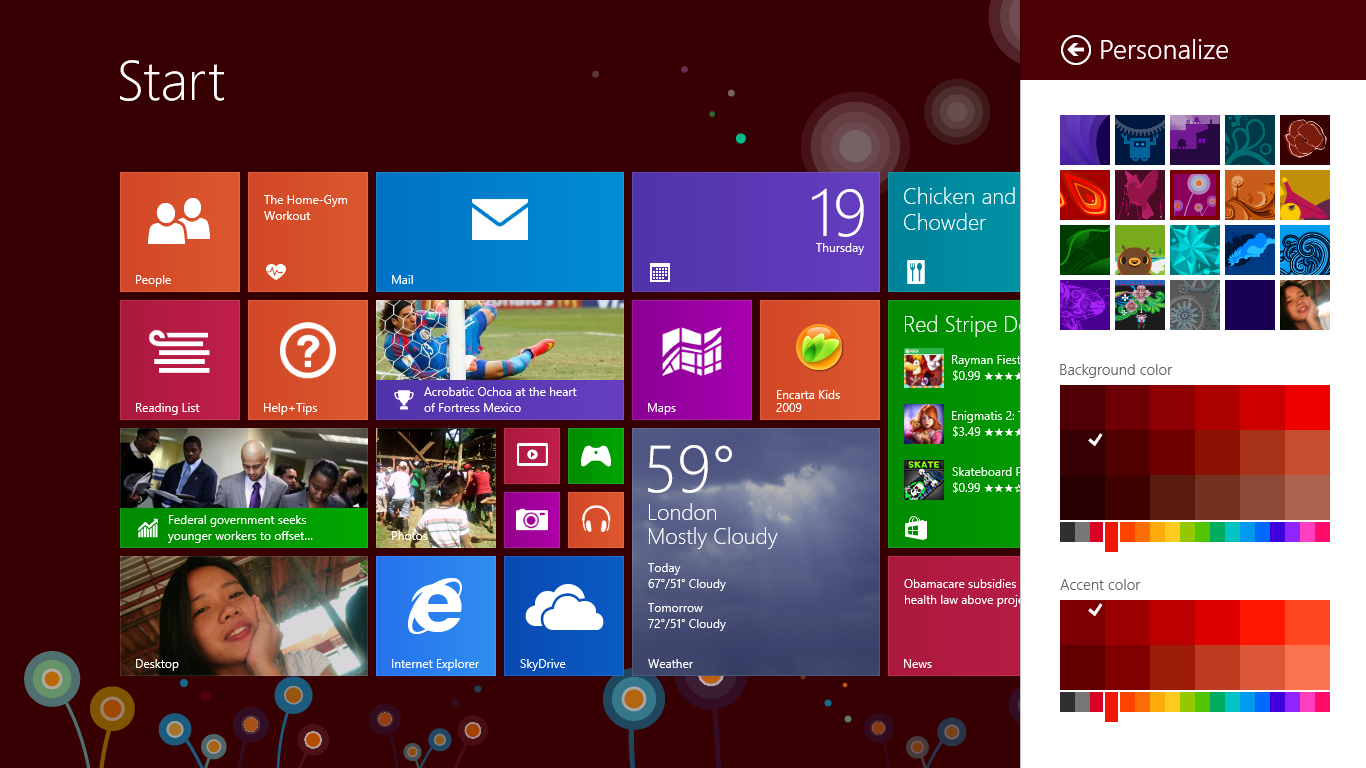 Start
Personalize
People
The Home-Gym
Workout
Mail
19
Thursday
Chicken and
Chowder
Reading List
Help+Tips
Acrobatic Ochoa at the heart
of Fortress Mexico
Maps
Encarta Kids
2009
Red Stripe De
Rayman Fiest
$0.99 ★★★★
Enigmatis 2: T
$3.49 ★★★★
SKATE
Skateboard P
$0.99 ★★★☆
Federal government seeks
younger workers to offset...
Photos
59°
London
Mostly Cloudy
Today
67°/51° Cloudy
Tomorrow
72°/51° Cloudy
Weather
Desktop
Internet Explorer
SkyDrive
Obamacare subsidies
health law above proje
News
Background color
Accent color